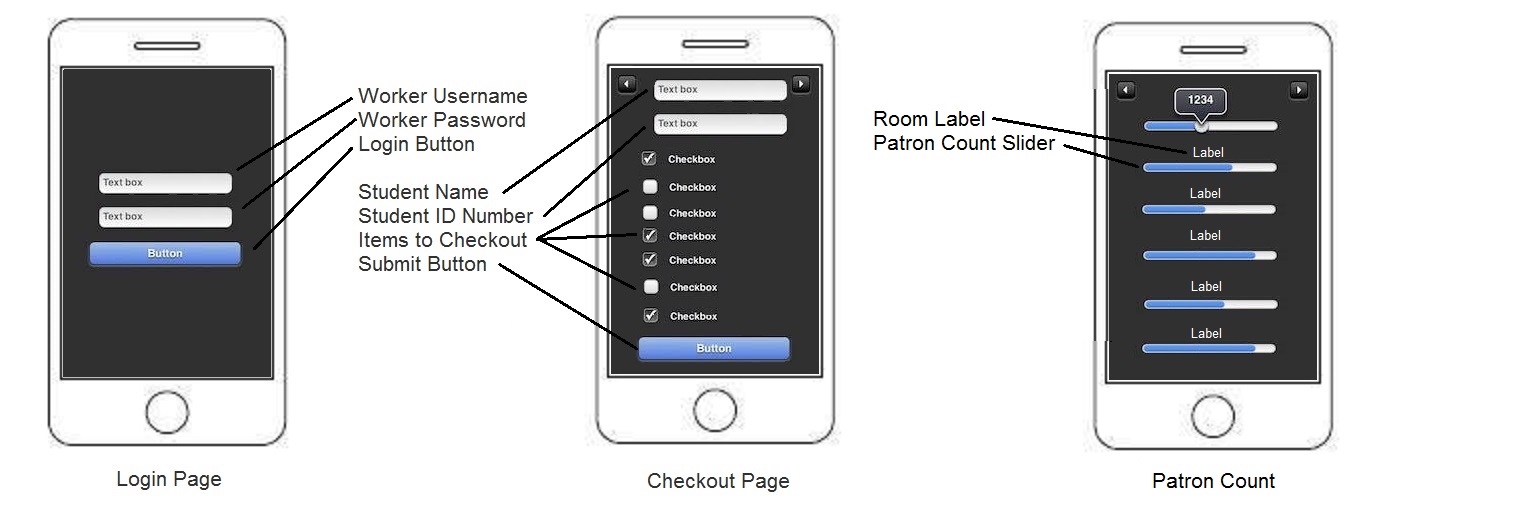 Worker Username
Worker Password
Login Button
Text box
Text box
Button
Login Page
Student Name
Student ID Number
Items to Checkout
Submit Button
Text box
Text box
Checkbox
Checkbox
Checkbox
Checkbox
Checkbox
Checkbox
Checkbox
Button
Checkout Page
Room Label
Patron Count Slider
1234
Label
Label
Label
Label
Label
Patron Count